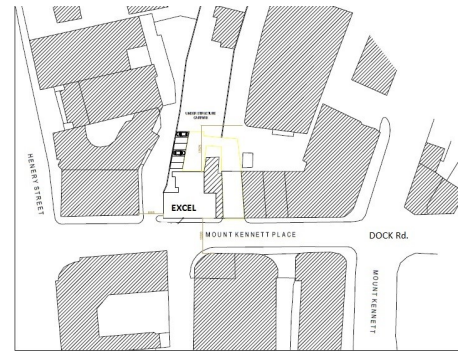 HENERY STREET
EXCEL
MOUNT KENNETT PLACE
DOCK Rd.
MOUNT KENNETT